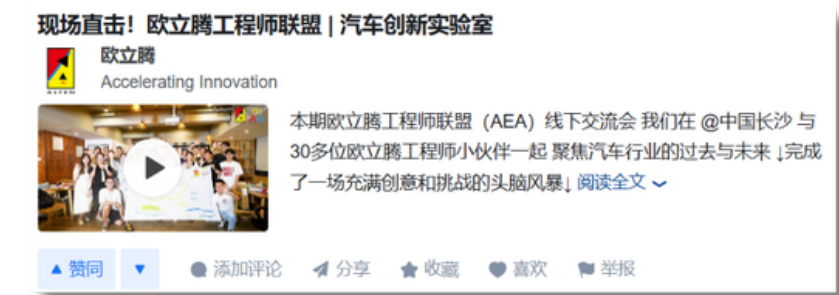 现场直击！欧立腾工程师联盟 | 汽车创新实验室
欧立腾
Accelerating Innovation
ALTEN
本期欧立腾工程师联盟（AEA）线下交流会 我们在 @中国长沙 与
30多位欧立腾工程师小伙伴一起 聚焦汽车行业的过去与未来 ↓完成
了一场充满创意和挑战的头脑风暴↓ 阅读全文
赞同
添加评论
分享
收藏
喜欢
举报